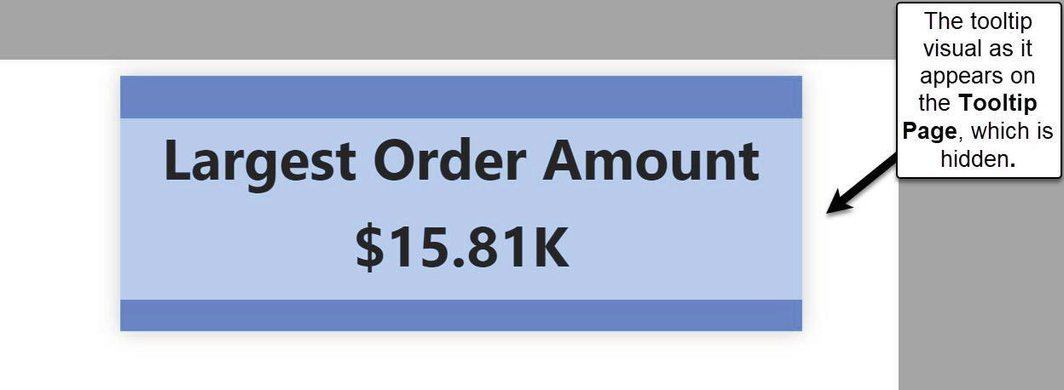 Largest Order Amount
$15.81K
The tooltip
visual as it
appears on
the Tooltip
Page, which is
hidden.